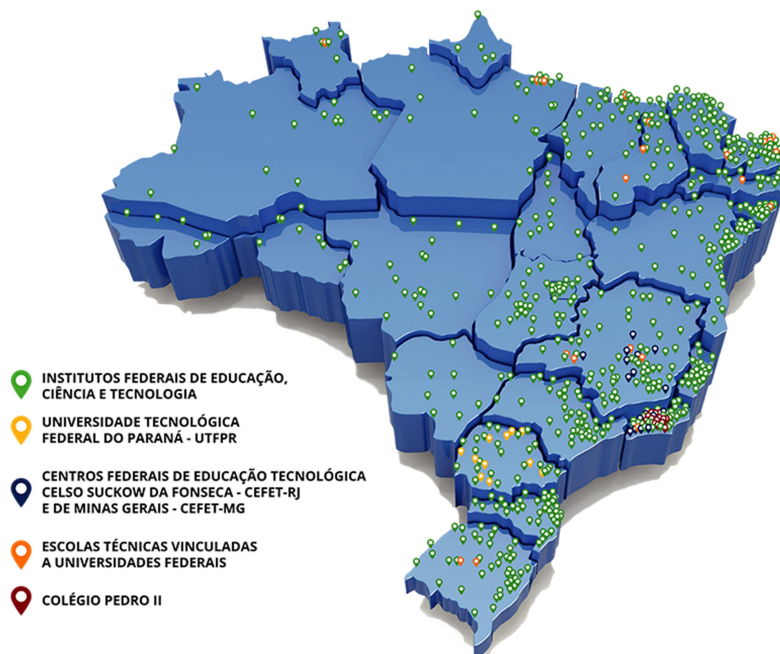 INSTITUTOS FEDERAIS DE EDUCAÇÃO,
CIÊNCIA E TECNOLOGIA
UNIVERSIDADE TECNOLÓGICA
FEDERAL DO PARANÁ - UTFPR
CENTROS FEDERAIS DE EDUCAÇÃO TECNOLÓGICA
CELSO SUCKOW DA FONSECA - CEFET-RJ
E DE MINAS GERAIS - CEFET-MG
ESCOLAS TÉCNICAS VINCULADAS
A UNIVERSIDADES FEDERAIS
COLÉGIO PEDRO II